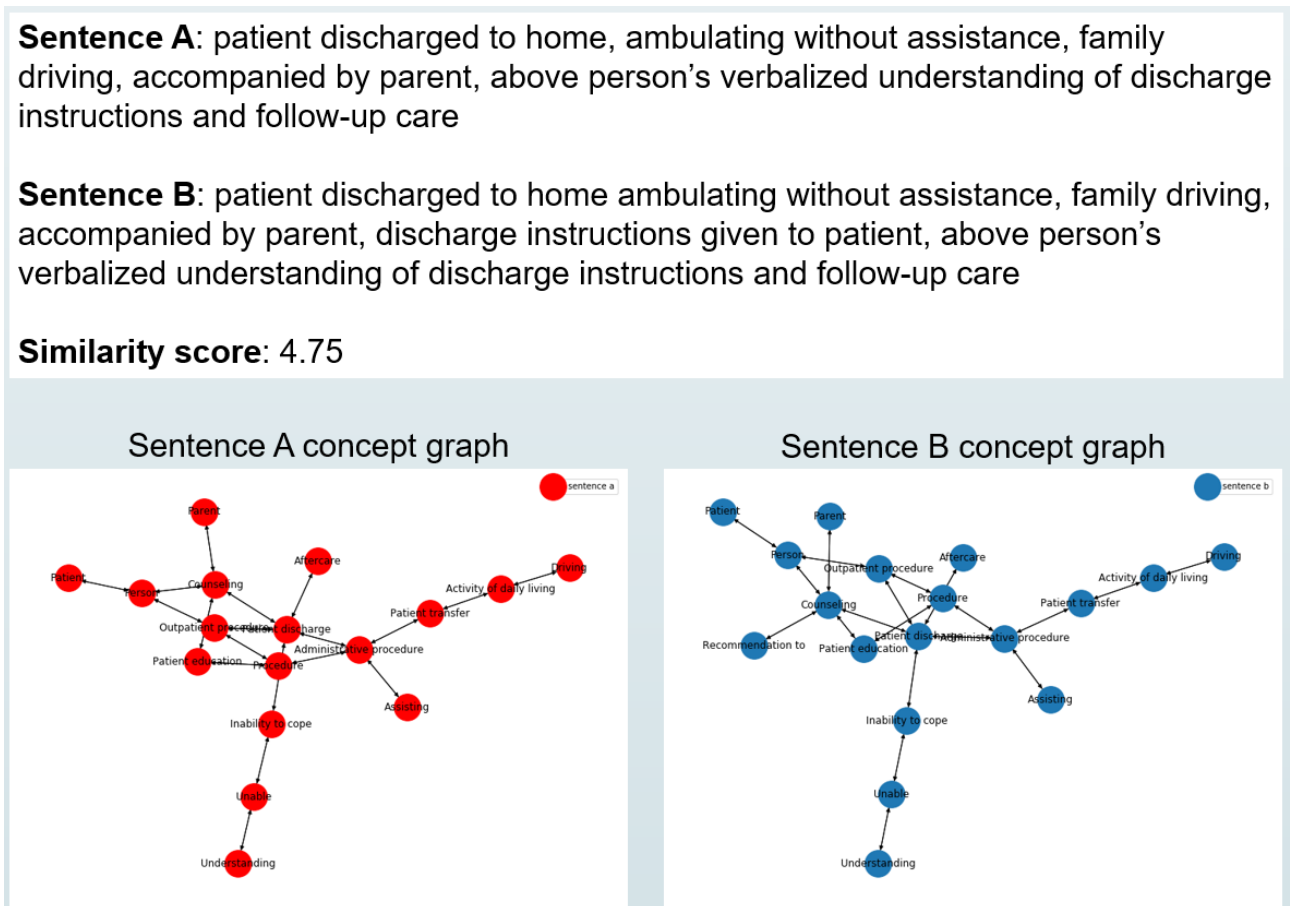 Sentence A: patient discharged to home, ambulating without assistance, family
driving, accompanied by parent, above person’s verbalized understanding of discharge
instructions and follow-up care
Sentence B: patient discharged to home ambulating without assistance, family driving,
accompanied by parent, discharge instructions given to patient, above person’s
verbalized understanding of discharge instructions and follow-up care
Similarity score: 4.75
Sentence A concept graph
sentence a
Parent
Aftercare
Driving
Patient
Person
Counseling
Activity of daily living
Patient transfer
Outpatient procedure
Patient discharge
Administrative procedure
Patient education
Procedure
Assisting
Inability to cope
Unable
Understanding
Sentence B concept graph
sentence b
Patient
Parent
Person
Outpatient procedure
Aftercare
Driving
Activity of daily living
Counseling
Procedure
Patient transfer
Recommendation to
Patient education
Patient discharge
Administrative procedure
Assisting
Inability to cope
Unable
Understanding